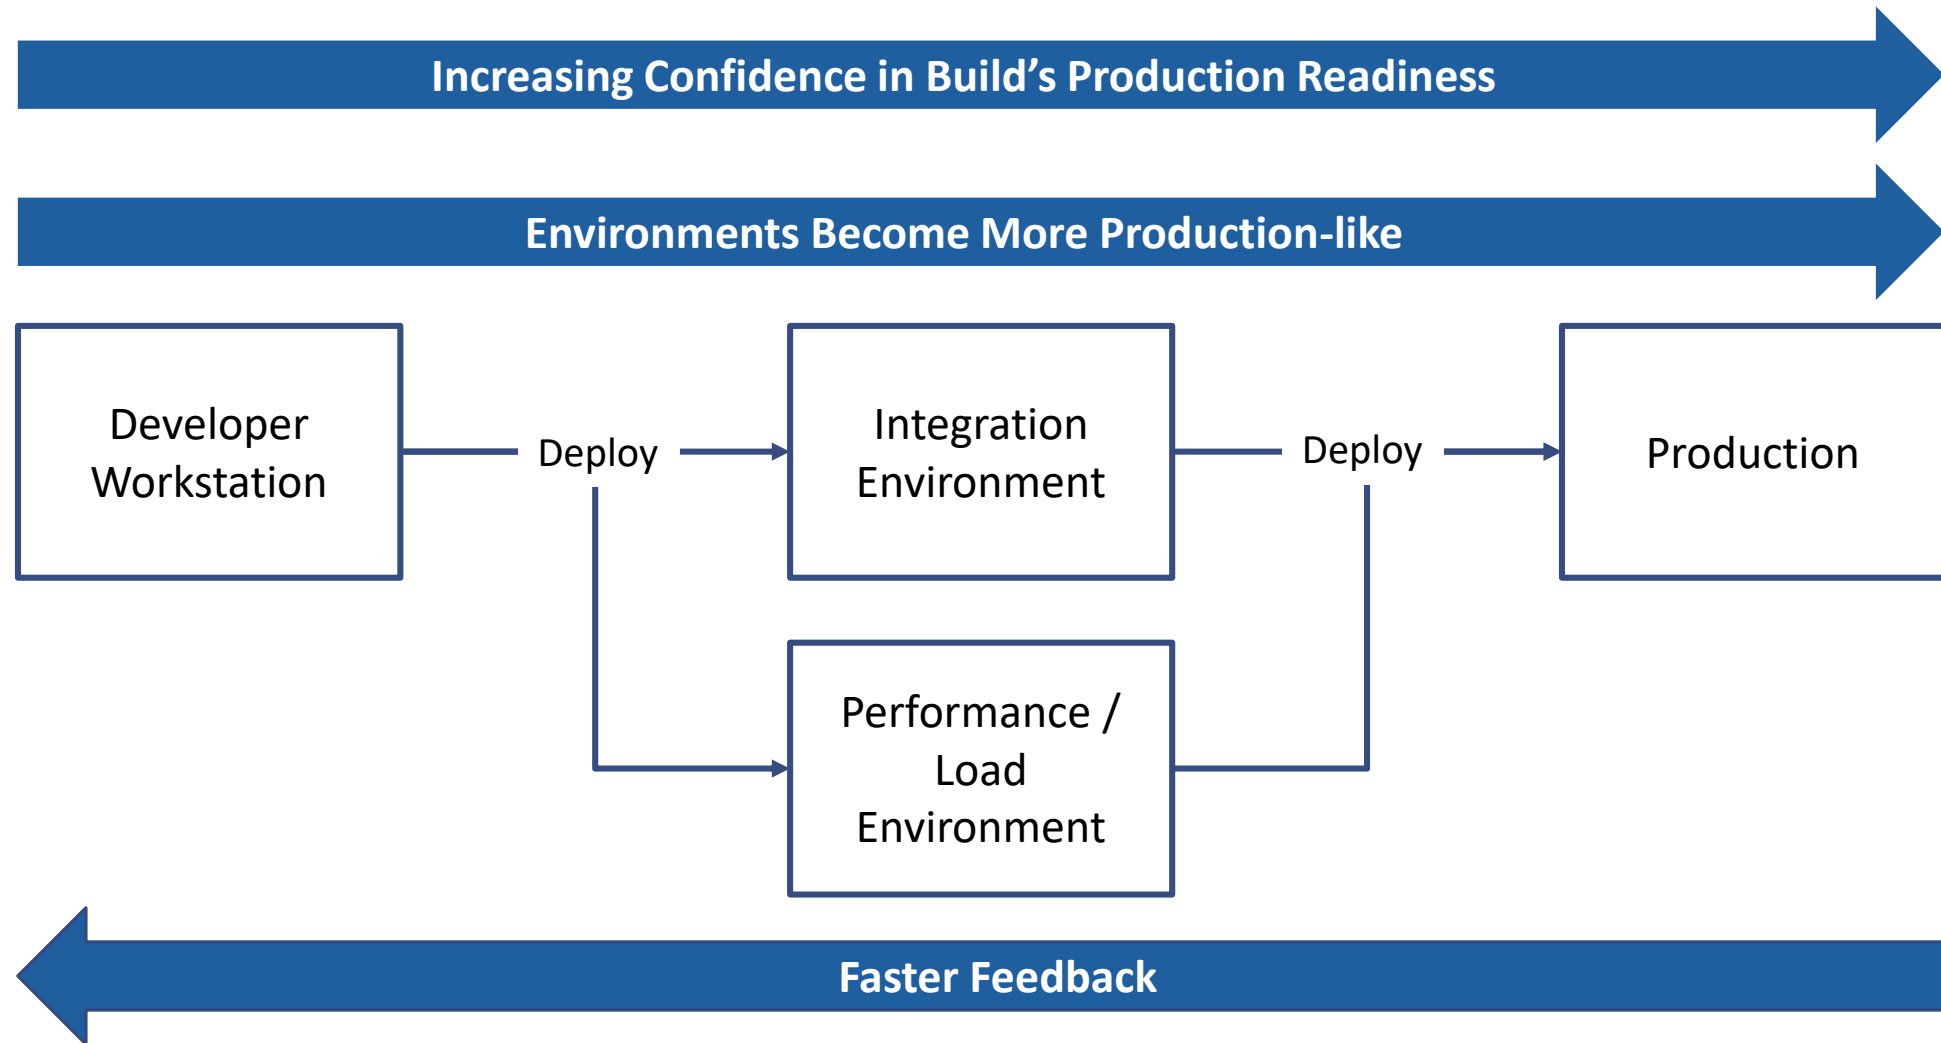 Increasing Confidence in Build’s Production Readiness
Environments Become More Production-like
Developer
Workstation
Deploy
Integration
Environment
Deploy
Production
Performance /
Load
Environment
Faster Feedback